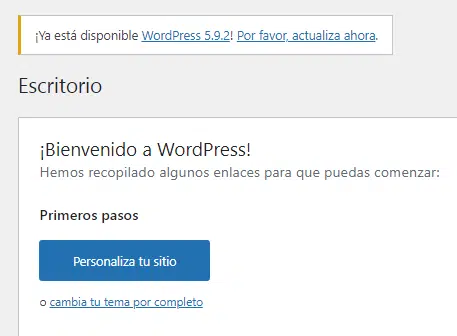 ¡Ya está disponible WordPress 5.9.2! Por favor, actualiza ahora.
Escritorio
¡Bienvenido a WordPress!
Hemos recopilado algunos enlaces para que puedas comenzar:
Primeros pasos
Personaliza tu sitio
o cambia tu tema por completo